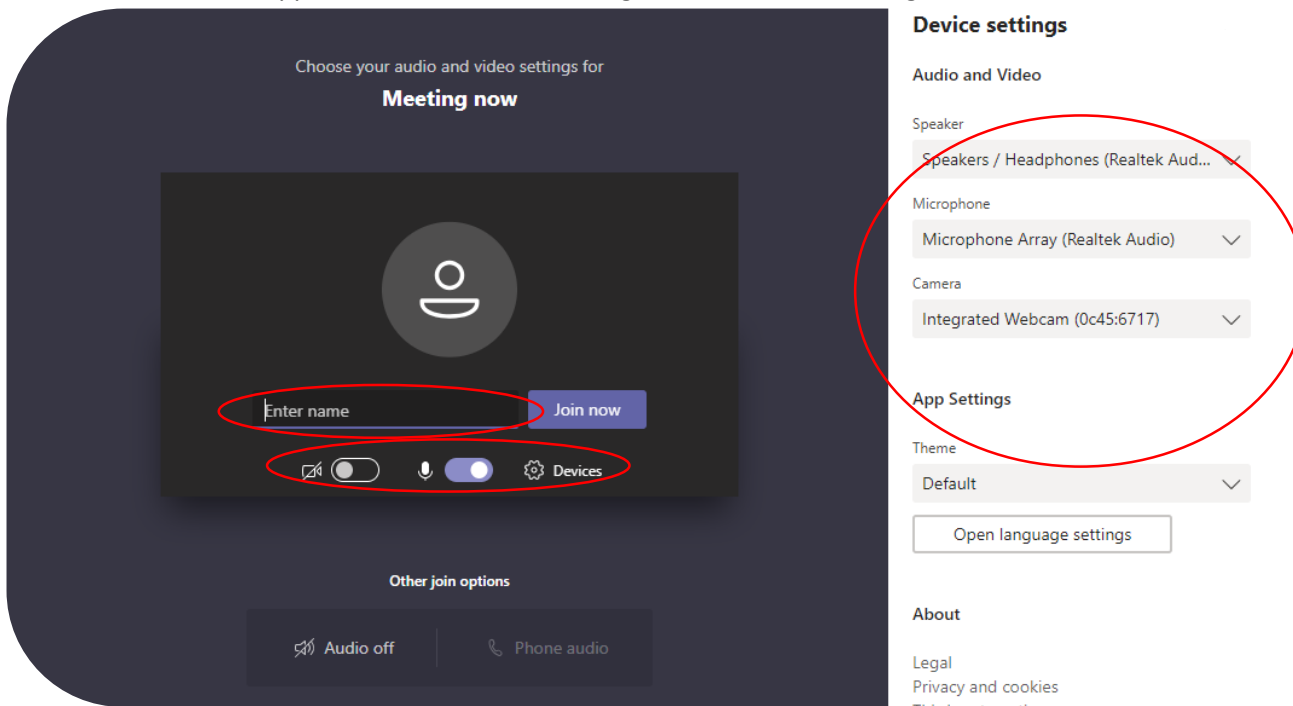 Choose your audio and video settings for
Meeting now
Enter name
Join now
Devices
Other join options
Audio off
Phone audio
Device settings
Audio and Video
Speaker
Speakers / Headphones (Realtek Aud...
Microphone
Microphone Array (Realtek Audio)
Camera
Integrated Webcam (0c45:6717)
App Settings
Theme
Default
Open language settings
About
Legal
Privacy and cookies